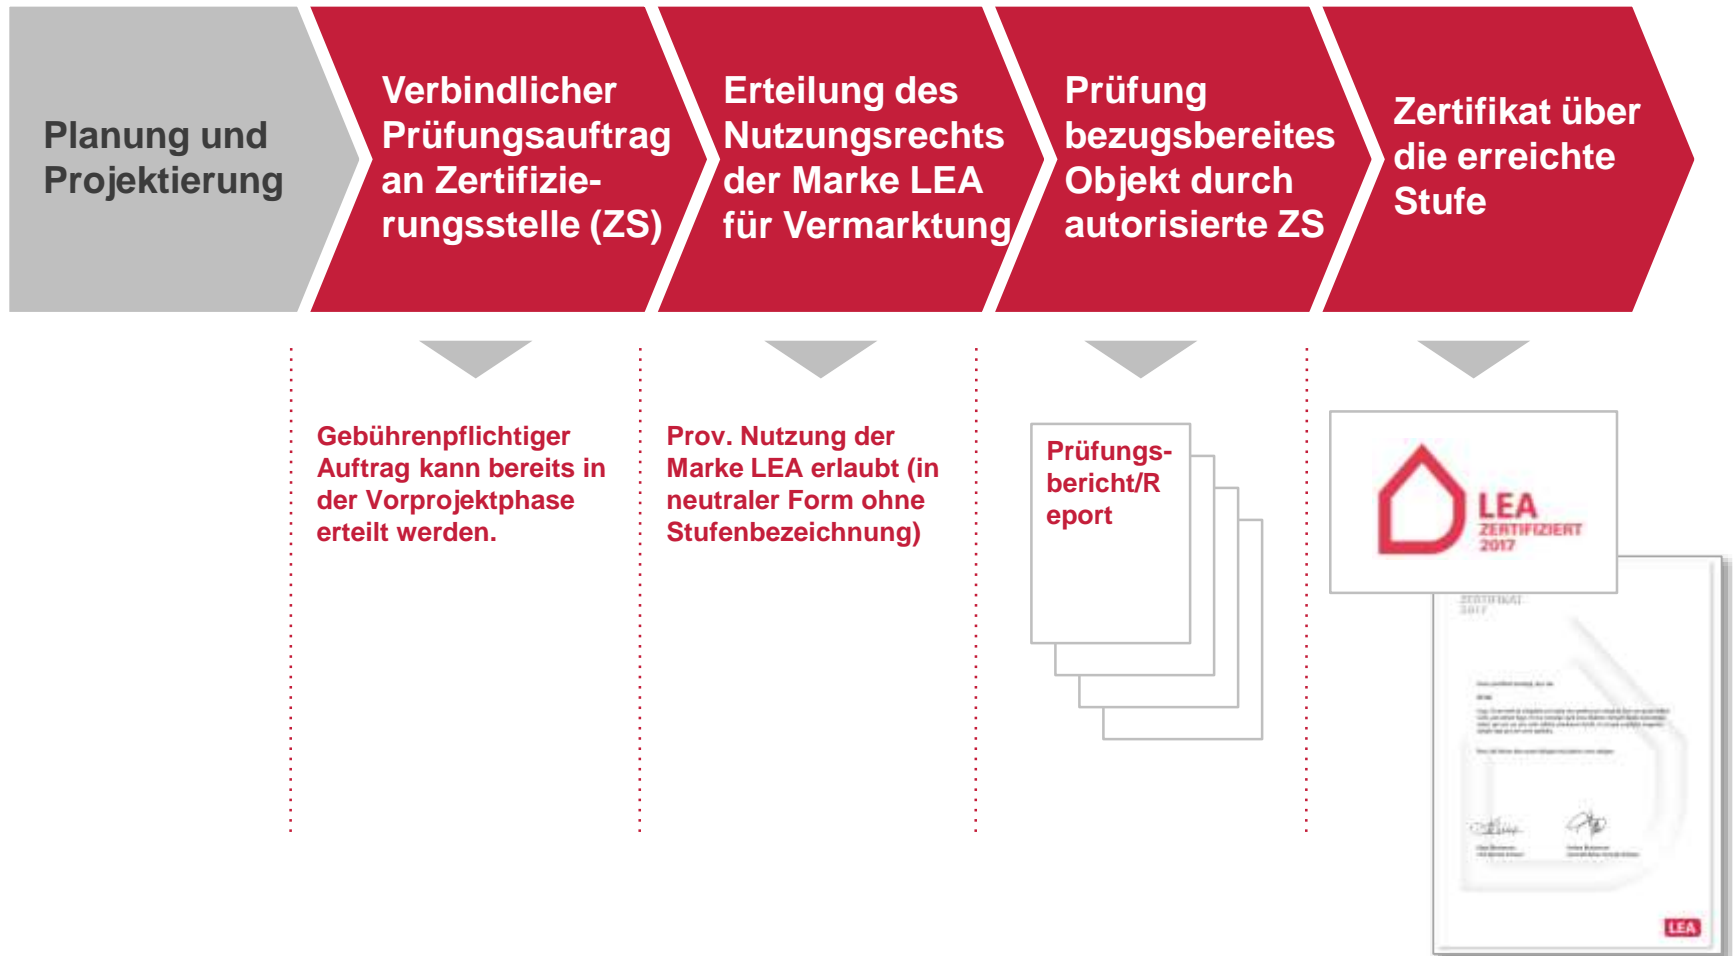 Planung und
Projektierung
Verbindlicher
Prüfungsauftrag
an Zertifizie-
rungsstelle (ZS)
Erteilung des
Nutzungsrechts
der Marke LEA
für Vermarktung
Prüfung
bezugsbereites
Objekt durch
autorisierte ZS
Zertifikat über
die erreichte
Stufe
Gebührenpflichtiger
Auftrag kann bereits in
der Vorprojektphase
erteilt werden.
Prov. Nutzung der
Marke LEA erlaubt (in
neutraler Form ohne
Stufenbezeichnung)
Prüfungs-
bericht/R
eport
LEA
ZERTIFIZIERT
2017
ZERTIFIKAT
2017
LEA